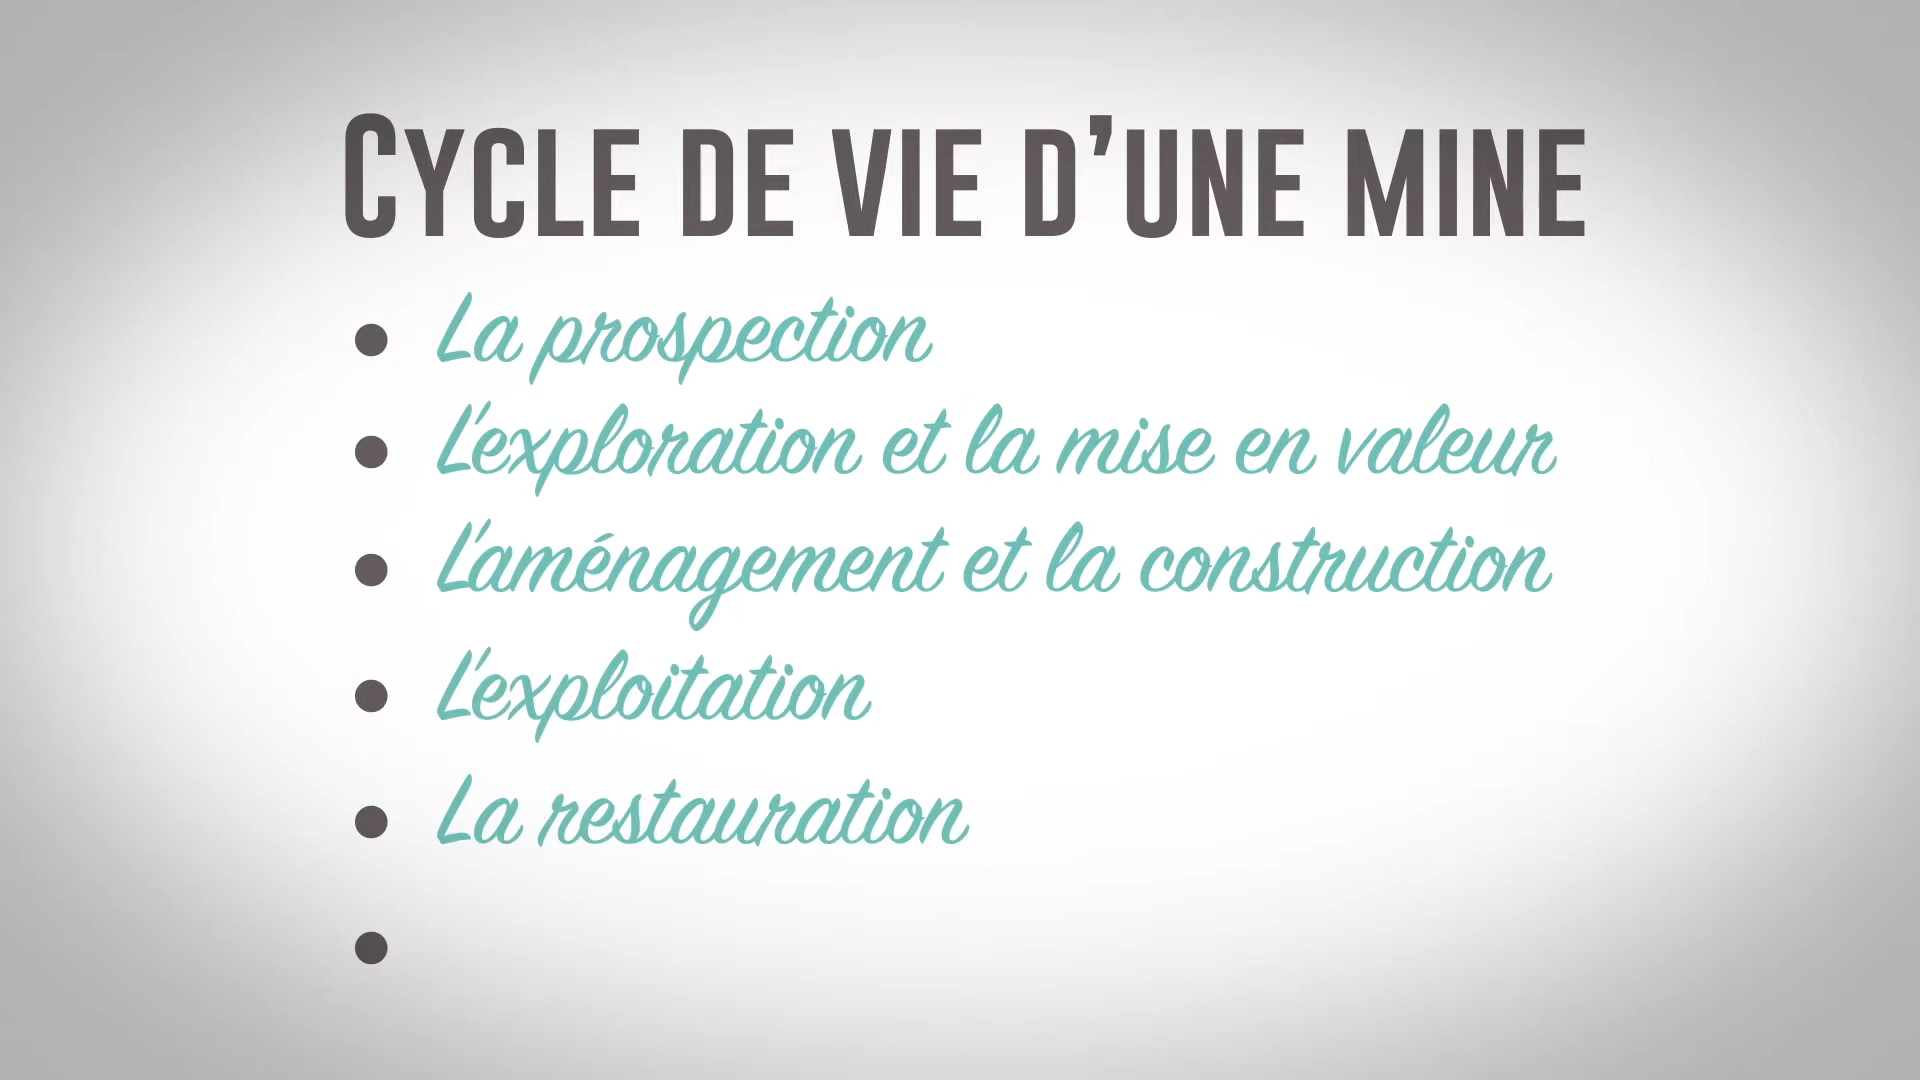 Cycle de vie d’une mine
• La prospection
• L'exploration et la mise en valeur
• L'aménagement et la construction
• L'exploitation
• La restauration
•